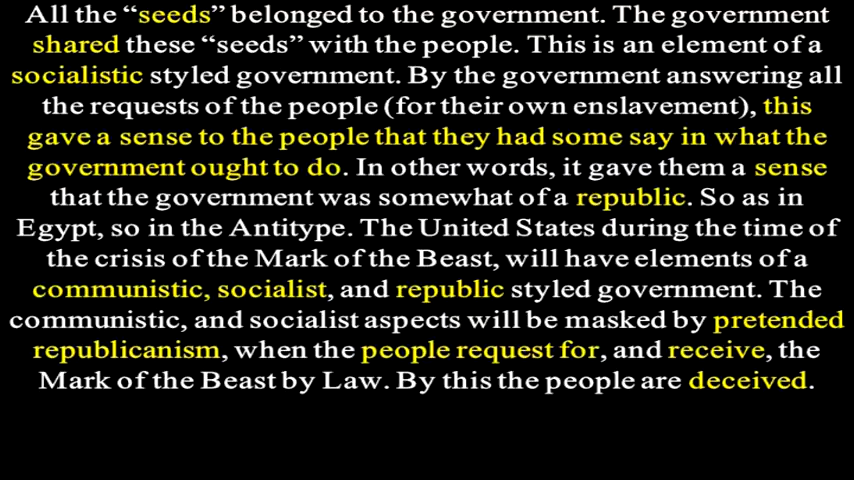 All the “seeds” belonged to the government. The government
shared these “seeds” with the people. This is an element of a
socialistic styled government. By the government answering all
the requests of the people (for their own enslavement), this
gave a sense to the people that they had some say in what the
government ought to do. In other words, it gave them a sense
that the government was somewhat of a republic. So as in
Egypt, so in the Antitype. The United States during the time of
the crisis of the Mark of the Beast, will have elements of a
communistic, socialist, and republic styled government. The
communistic, and socialist aspects will be masked by pretended
republicanism, when the people request for, and receive, the
Mark of the Beast by Law. By this the people are deceived.